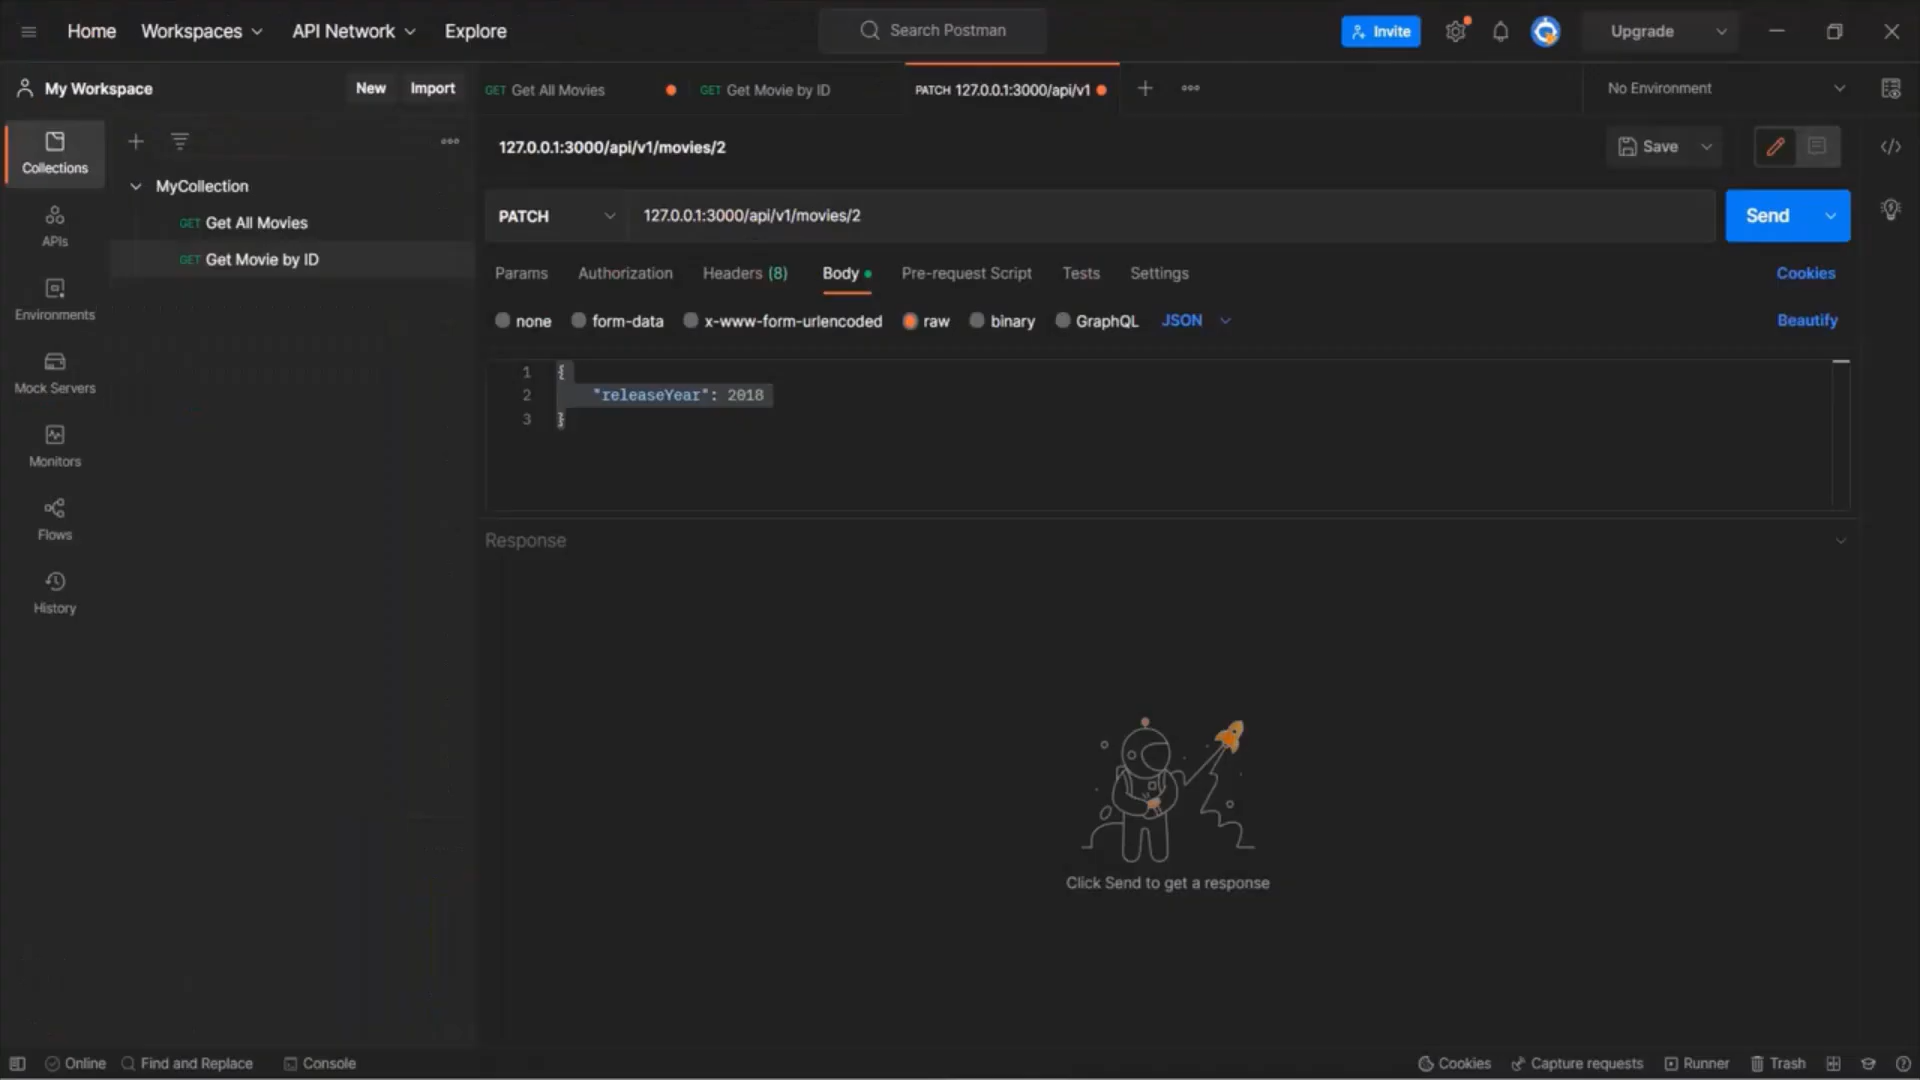 Home Workspaces API Network Explore Search Postman Invite Upgrade
My Workspace New Import GET Get All Movies GET Get Movie by ID PATCH 127.0.0.1:3000/api/v1 No Environment
Collections
127.0.0.1:3000/api/v1/movies/2 Save
MyCollection
GET Get All Movies
GET Get Movie by ID
PATCH 127.0.0.1:3000/api/v1/movies/2 Send
APIs
Params Authorization Headers (8) Body Pre-request Script Tests Settings Cookies
Environments
none form-data x-www-form-urlencoded raw binary GraphQL JSON Beautify
Mock Servers
1 {
2 "releaseYear": 2018
3 }
Monitors
Flows
Response
History
Click Send to get a response
Online Find and Replace Console Cookies Capture requests Runner Trash